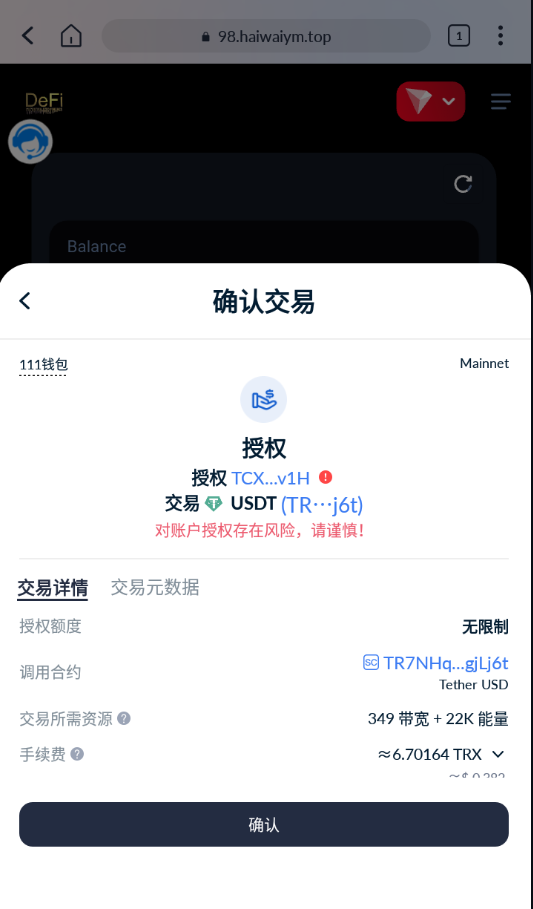 98.haiwaiym.top
1
DeFi
Balance
确认交易
111钱包
Mainnet
授权
授权 TCX...v1H
交易 USDT (TR···j6t)
对账户授权存在风险，请谨慎！
交易详情 交易元数据
授权额度 无限制
调用合约 SC TR7NHq...gjLj6t
Tether USD
交易所需资源 ? 349 带宽 + 22K 能量
手续费 ? ≈6.70164 TRX
确认